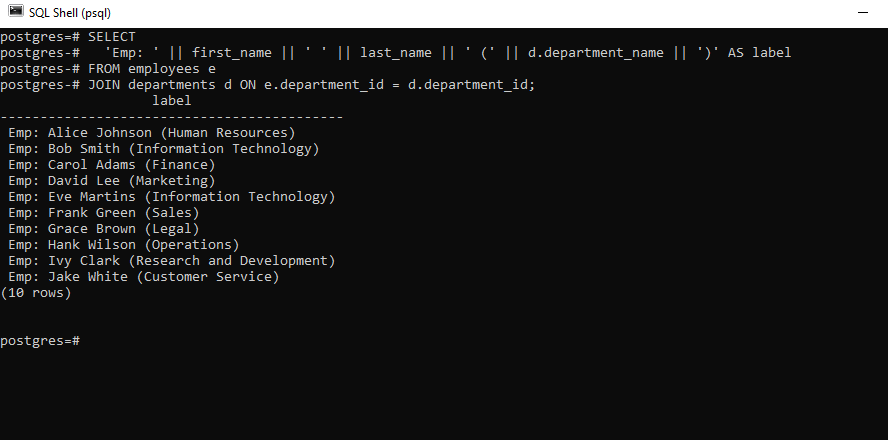 SQL Shell (psql)
postgres=# SELECT
postgres-#   'Emp: ' || first_name || ' ' || last_name || ' (' || d.department_name || ')' AS label
postgres-# FROM employees e
postgres-# JOIN departments d ON e.department_id = d.department_id;
                   label
-------------------------------------------
 Emp: Alice Johnson (Human Resources)
 Emp: Bob Smith (Information Technology)
 Emp: Carol Adams (Finance)
 Emp: David Lee (Marketing)
 Emp: Eve Martins (Information Technology)
 Emp: Frank Green (Sales)
 Emp: Grace Brown (Legal)
 Emp: Hank Wilson (Operations)
 Emp: Ivy Clark (Research and Development)
 Emp: Jake White (Customer Service)
(10 rows)
postgres=#